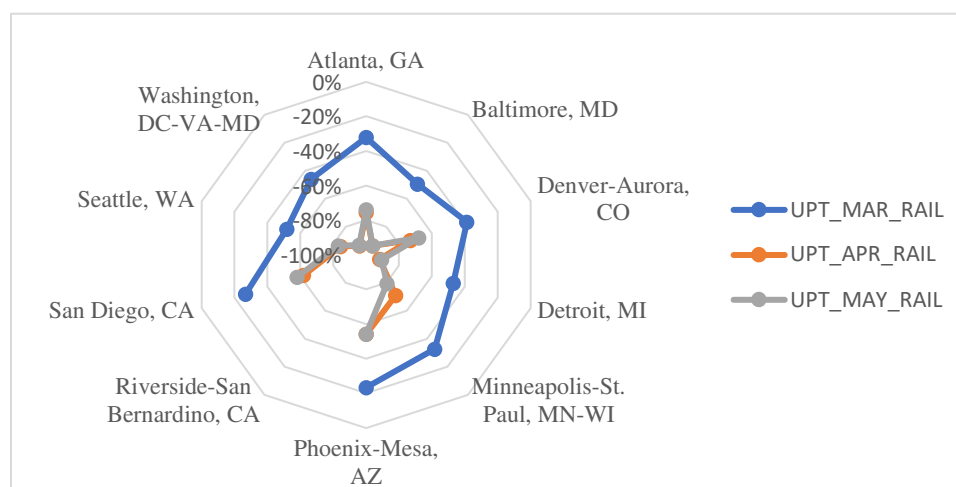 Atlanta, GA
0%
-20%
-40%
-60%
-80%
-100%
Baltimore, MD
Denver-Aurora,
CO
Detroit, MI
Minneapolis-St.
Paul, MN-WI
Phoenix-Mesa,
AZ
Riverside-San
Bernardino, CA
San Diego, CA
Seattle, WA
Washington,
DC-VA-MD
UPT_MAR_RAIL
UPT_APR_RAIL
UPT_MAY_RAIL